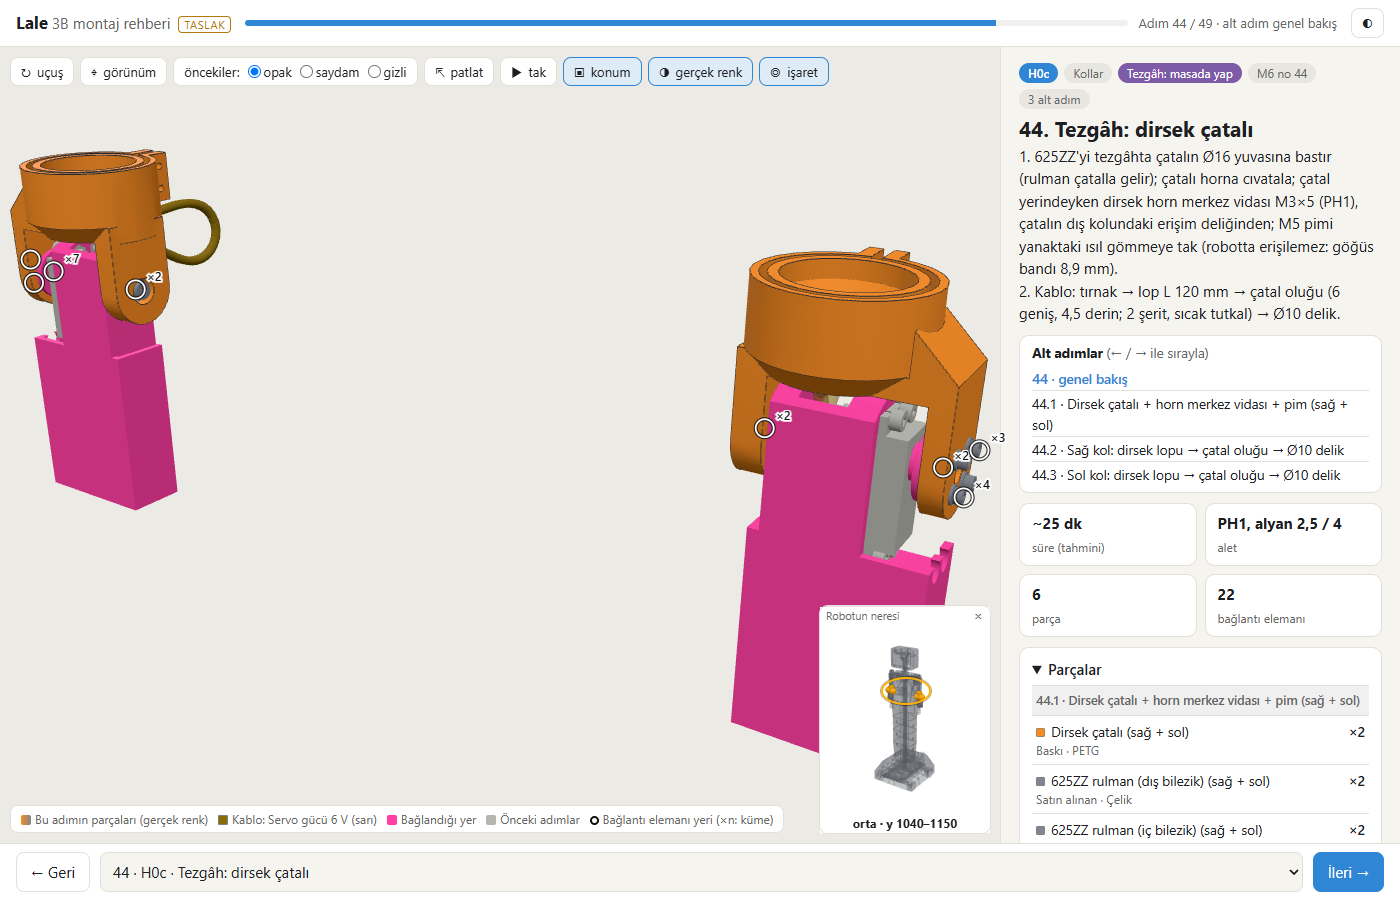 Lale 3B montaj rehberi TASLAK
Adım 44 / 49 · alt adım genel bakış
↻ uçuş
⌖ görünüm
öncekiler: opak saydam gizli
⇱ patlat
▶ tak
▣ konum
◑ gerçek renk
◎ işaret
×7
×2
×2
×3
×2
×4
Robotun neresi ×
orta · y 1040–1150
Bu adımın parçaları (gerçek renk)
Kablo: Servo gücü 6 V (sarı)
Bağlandığı yer
Önceki adımlar
Bağlantı elemanı yeri (×n: küme)
H0c
Kollar
Tezgâh: masada yap
M6 no 44
3 alt adım
44. Tezgâh: dirsek çatalı
1. 625ZZ'yi tezgâhta çatalın Ø16 yuvasına bastır
(rulman çatalla gelir); çatalı horna cıvatala; çatal
yerindeyken dirsek horn merkez vidası M3×5 (PH1),
çatalın dış kolundaki erişim deliğinden; M5 pimi
yanaktaki ısıl gömmeye tak (robotta erişilemez: göğüs
bandı 8,9 mm).
2. Kablo: tırnak → lop L 120 mm → çatal oluğu (6
geniş, 4,5 derin; 2 şerit, sıcak tutkal) → Ø10 delik.
Alt adımlar (← / → ile sırayla)
44 · genel bakış
44.1 · Dirsek çatalı + horn merkez vidası + pim (sağ +
sol)
44.2 · Sağ kol: dirsek lopu → çatal oluğu → Ø10 delik
44.3 · Sol kol: dirsek lopu → çatal oluğu → Ø10 delik
~25 dk
süre (tahmini)
PH1, alyan 2,5 / 4
alet
6
parça
22
bağlantı elemanı
▼ Parçalar
44.1 · Dirsek çatalı + horn merkez vidası + pim (sağ + sol)
Dirsek çatalı (sağ + sol) ×2
Baskı · PETG
625ZZ rulman (dış bilezik) (sağ + sol) ×2
Satın alınan · Çelik
625ZZ rulman (iç bilezik) (sağ + sol) ×2
← Geri
44 · H0c · Tezgâh: dirsek çatalı
İleri →